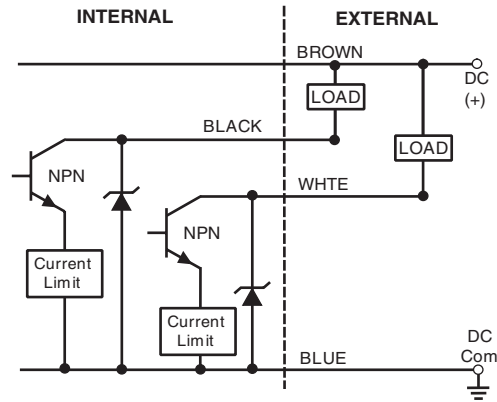 INTERNAL
EXTERNAL
BROWN
DC
(+)
LOAD
BLACK
LOAD
NPN
WHTE
NPN
Current
Limit
Current
Limit
BLUE
DC
Com